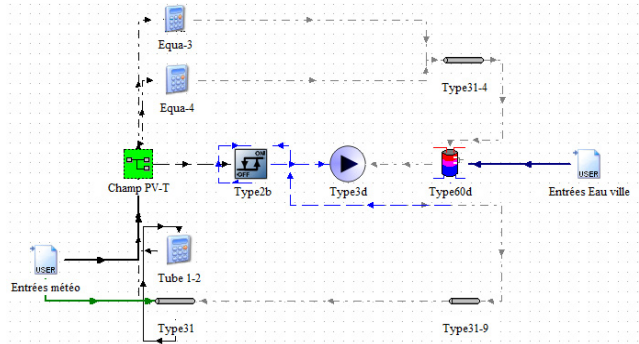 Equa-3
Type31-4
Equa-4
ON
OFF
Champ PV-T
Type2b
Type3d
Type60d
USER
Entrées Eau ville
USER
Entrées météo
Tube 1-2
Type31
Type31-9